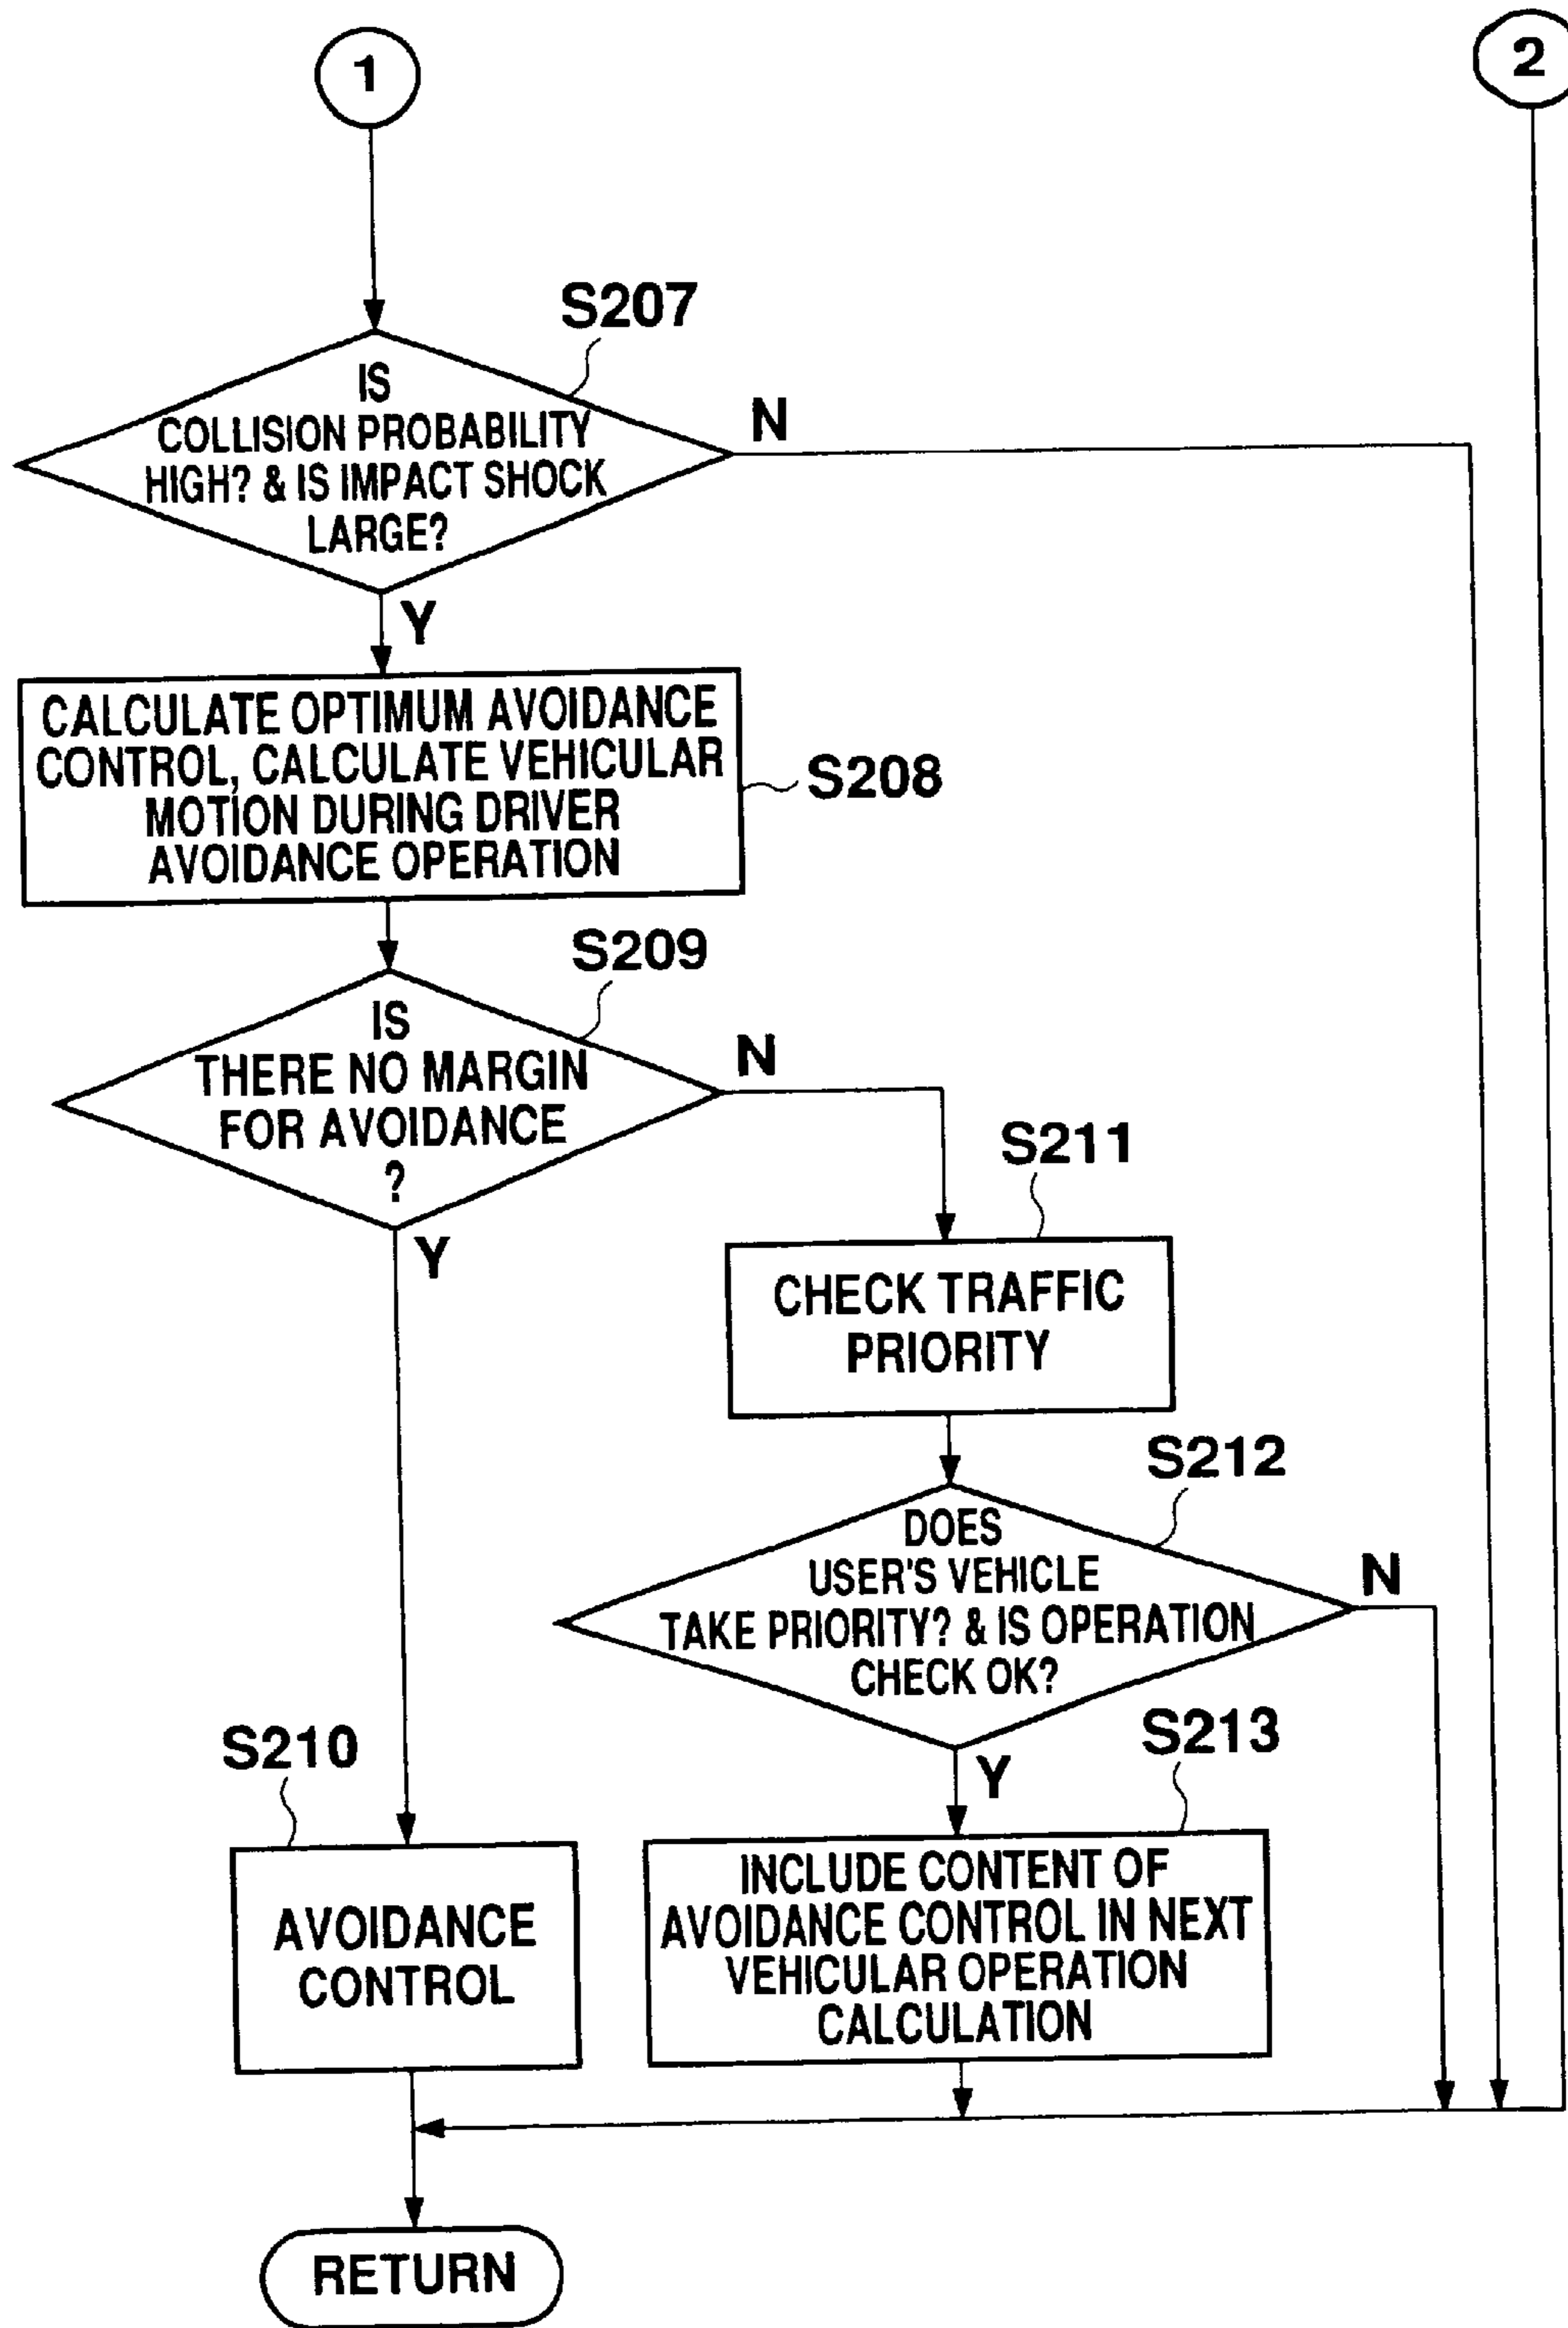 1
2
S207
IS
COLLISION PROBABILITY
HIGH? & IS IMPACT SHOCK
LARGE?
N
Y
CALCULATE OPTIMUM AVOIDANCE
CONTROL, CALCULATE VEHICULAR
MOTION DURING DRIVER
AVOIDANCE OPERATION
S208
S209
IS
THERE NO MARGIN
FOR AVOIDANCE
?
N
Y
S211
CHECK TRAFFIC
PRIORITY
S212
DOES
USER'S VEHICLE
TAKE PRIORITY? & IS OPERATION
CHECK OK?
N
Y
S210
AVOIDANCE
CONTROL
S213
INCLUDE CONTENT OF
AVOIDANCE CONTROL IN NEXT
VEHICULAR OPERATION
CALCULATION
RETURN